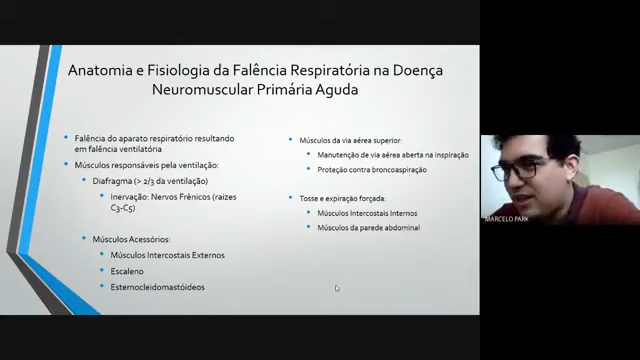 Anatomia e Fisiologia da Falência Respiratória na Doença
Neuromuscular Primária Aguda
Falência do aparato respiratório resultando
em falência ventilatória
Músculos responsáveis pela ventilação:
Diafragma (> 2/3 da ventilação)
Inervação: Nervos Frênicos (raizes
C3-C5)
Músculos Acessórios:
Músculos Intercostais Externos
Escaleno
Esternocleidomastóideos
Músculos da via aérea superior:
Manutenção de via aérea aberta na inspiração
Proteção contra broncoaspiração
Tosse e expiração forçada:
Músculos Intercostais Internos
Músculos da parede abdominal
MARCELO PARK